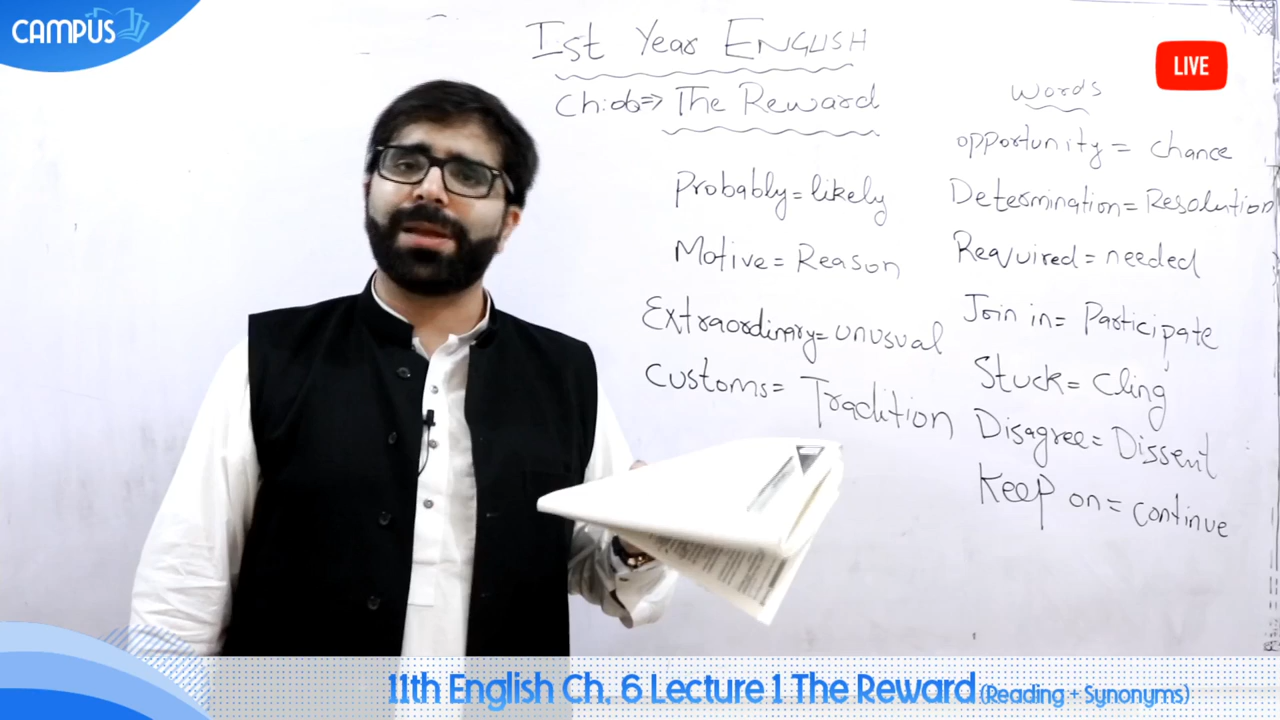 CAMPUS
LIVE
Ist Year ENGLISH
Ch:06⇒ The Reward
Probably = likely
Motive = Reason
Extraordinary = unusual
Customs = Tradition
Words
opportunity = chance
Determination = Resolution
Required = needed
Join in = Participate
Stuck = Cling
Disagree = Dissent
Keep on = continue
11th English Ch. 6 Lecture 1 The Reward (Reading + Synonyms)